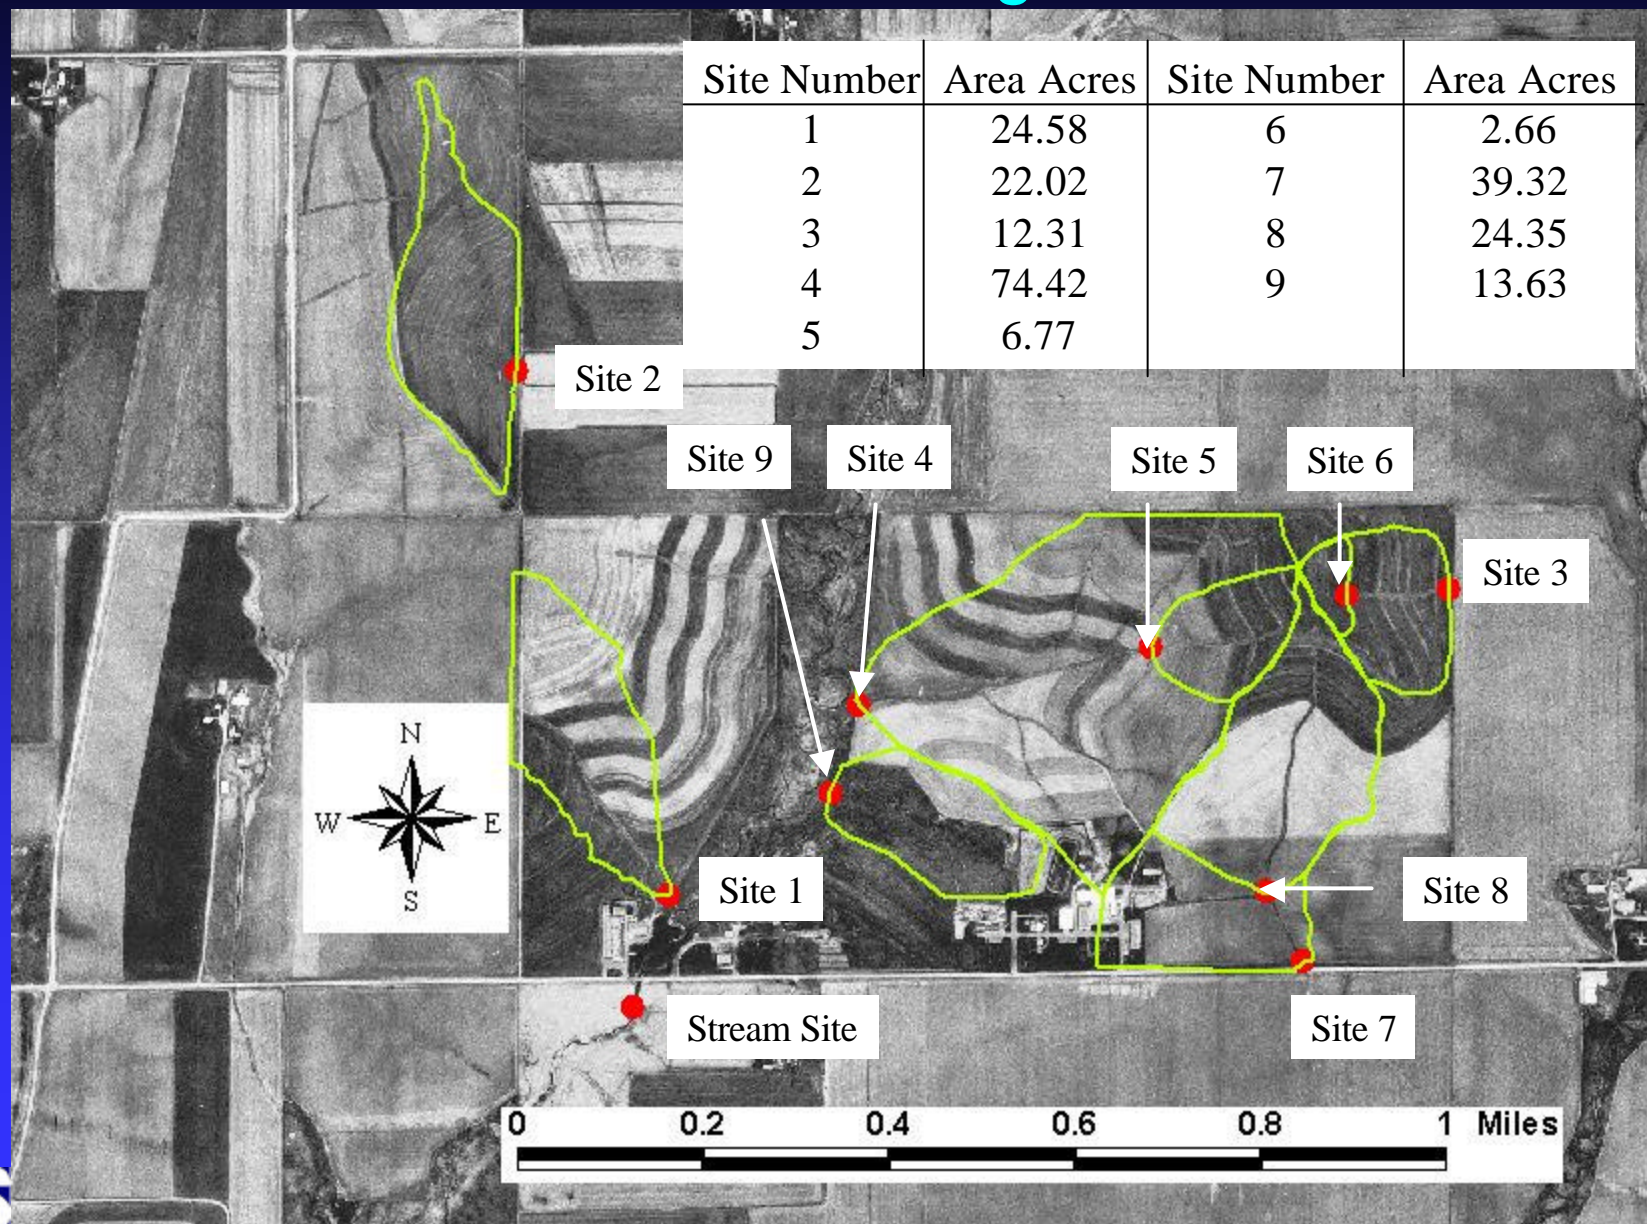 Site Number Area Acres Site Number Area Acres
1 24.58 6 2.66
2 22.02 7 39.32
3 12.31 8 24.35
4 74.42 9 13.63
5 6.77
Site 2
Site 9
Site 4
Site 5
Site 6
Site 3
N
W E
S
Site 1
Site 8
Stream Site
Site 7
0 0.2 0.4 0.6 0.8 1 Miles